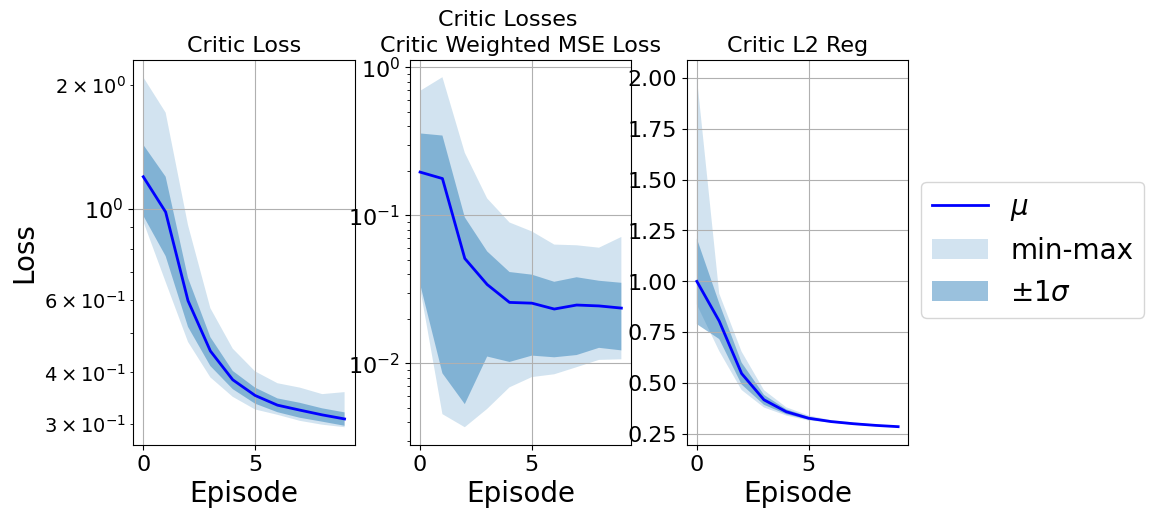 Critic Losses
Critic Loss
Critic Weighted MSE Loss
Critic L2 Reg
Loss
2 × 10⁰
10⁰
6 × 10⁻¹
4 × 10⁻¹
3 × 10⁻¹
0 5
Episode
10⁰
10⁻¹
10⁻²
0 5
Episode
2.00
1.75
1.50
1.25
1.00
0.75
0.50
0.25
0 5
Episode
μ
min-max
±1σ